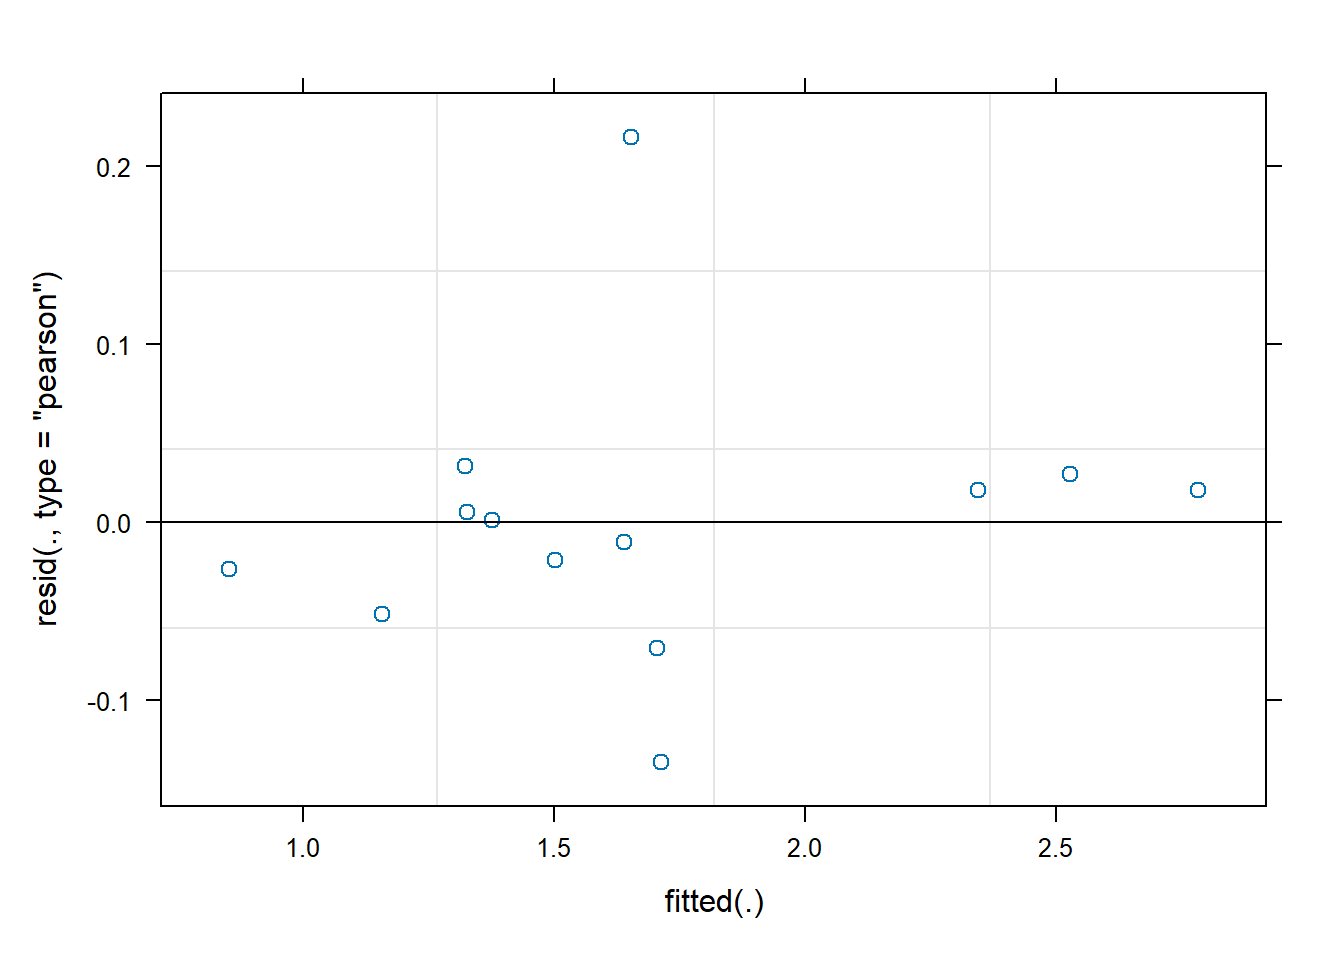 0.2
0.1
0.0
-0.1
resid(., type = "pearson")
1.0 1.5 2.0 2.5
fitted(.)